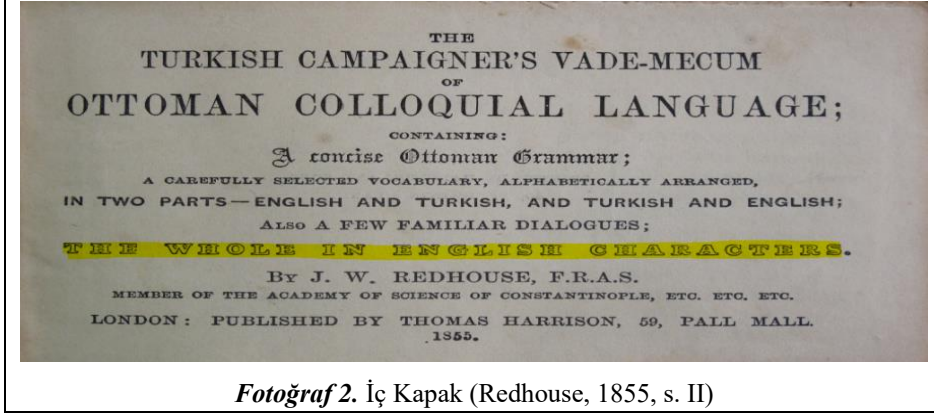 THE
TURKISH CAMPAIGNER'S VADE-MECUM
OF
OTTOMAN COLLOQUIAL LANGUAGE;
CONTAINING:
A concise Ottoman Grammar;
A CAREFULLY SELECTED VOCABULARY, ALPHABETICALLY ARRANGED,
IN TWO PARTS—ENGLISH AND TURKISH, AND TURKISH AND ENGLISH;
ALSO A FEW FAMILIAR DIALOGUES;
THE WHOLE IN ENGLISH CHARACTERS.
BY J. W. REDHOUSE, F.R.A.S.
MEMBER OF THE ACADEMY OF SCIENCE OF CONSTANTINOPLE, ETC. ETC. ETC.
LONDON: PUBLISHED BY THOMAS HARRISON, 59, PALL MALL.
1855.
Fotoğraf 2. İç Kapak (Redhouse, 1855, s. II)